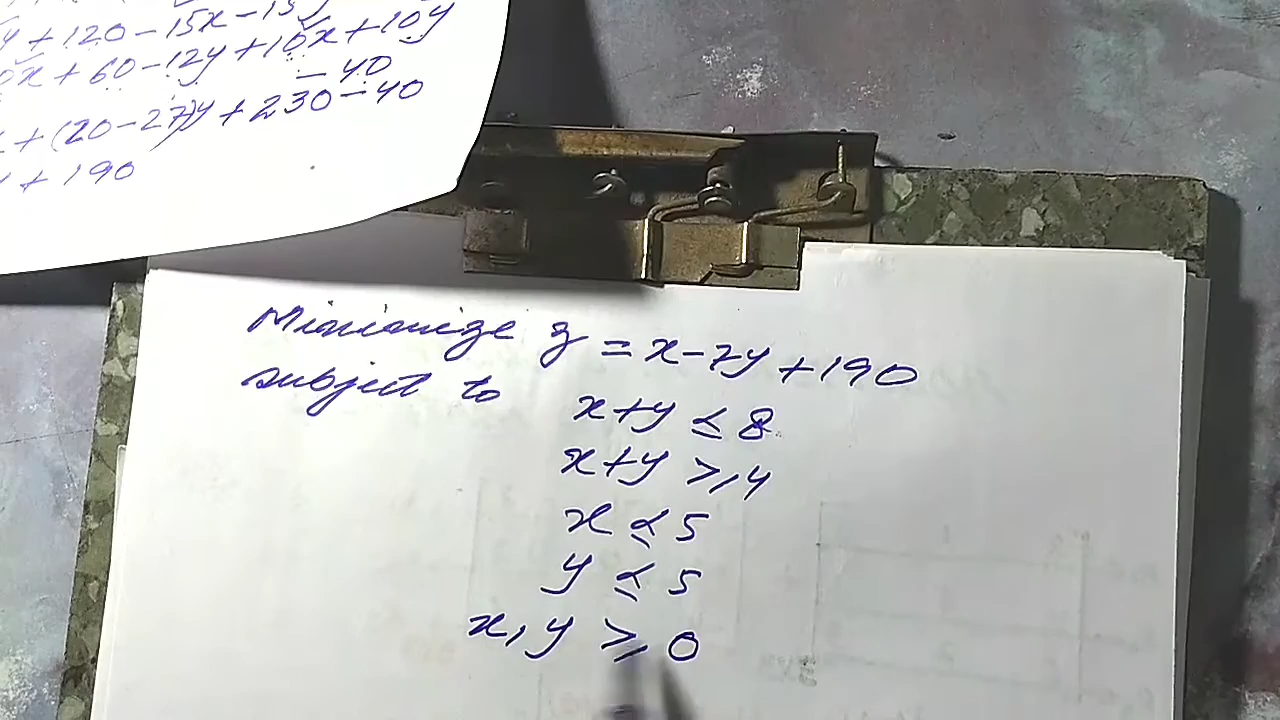 y + 120 - 15x - 15y
x + 60 - 12y + 10x + 10y
- 40
+ (20 - 27)y + 230 - 40
+ 190
Minimize z = x - 7y + 190
subject to
x + y ≤ 8
x + y ≥ 4
x ≤ 5
y ≤ 5
x, y ≥ 0